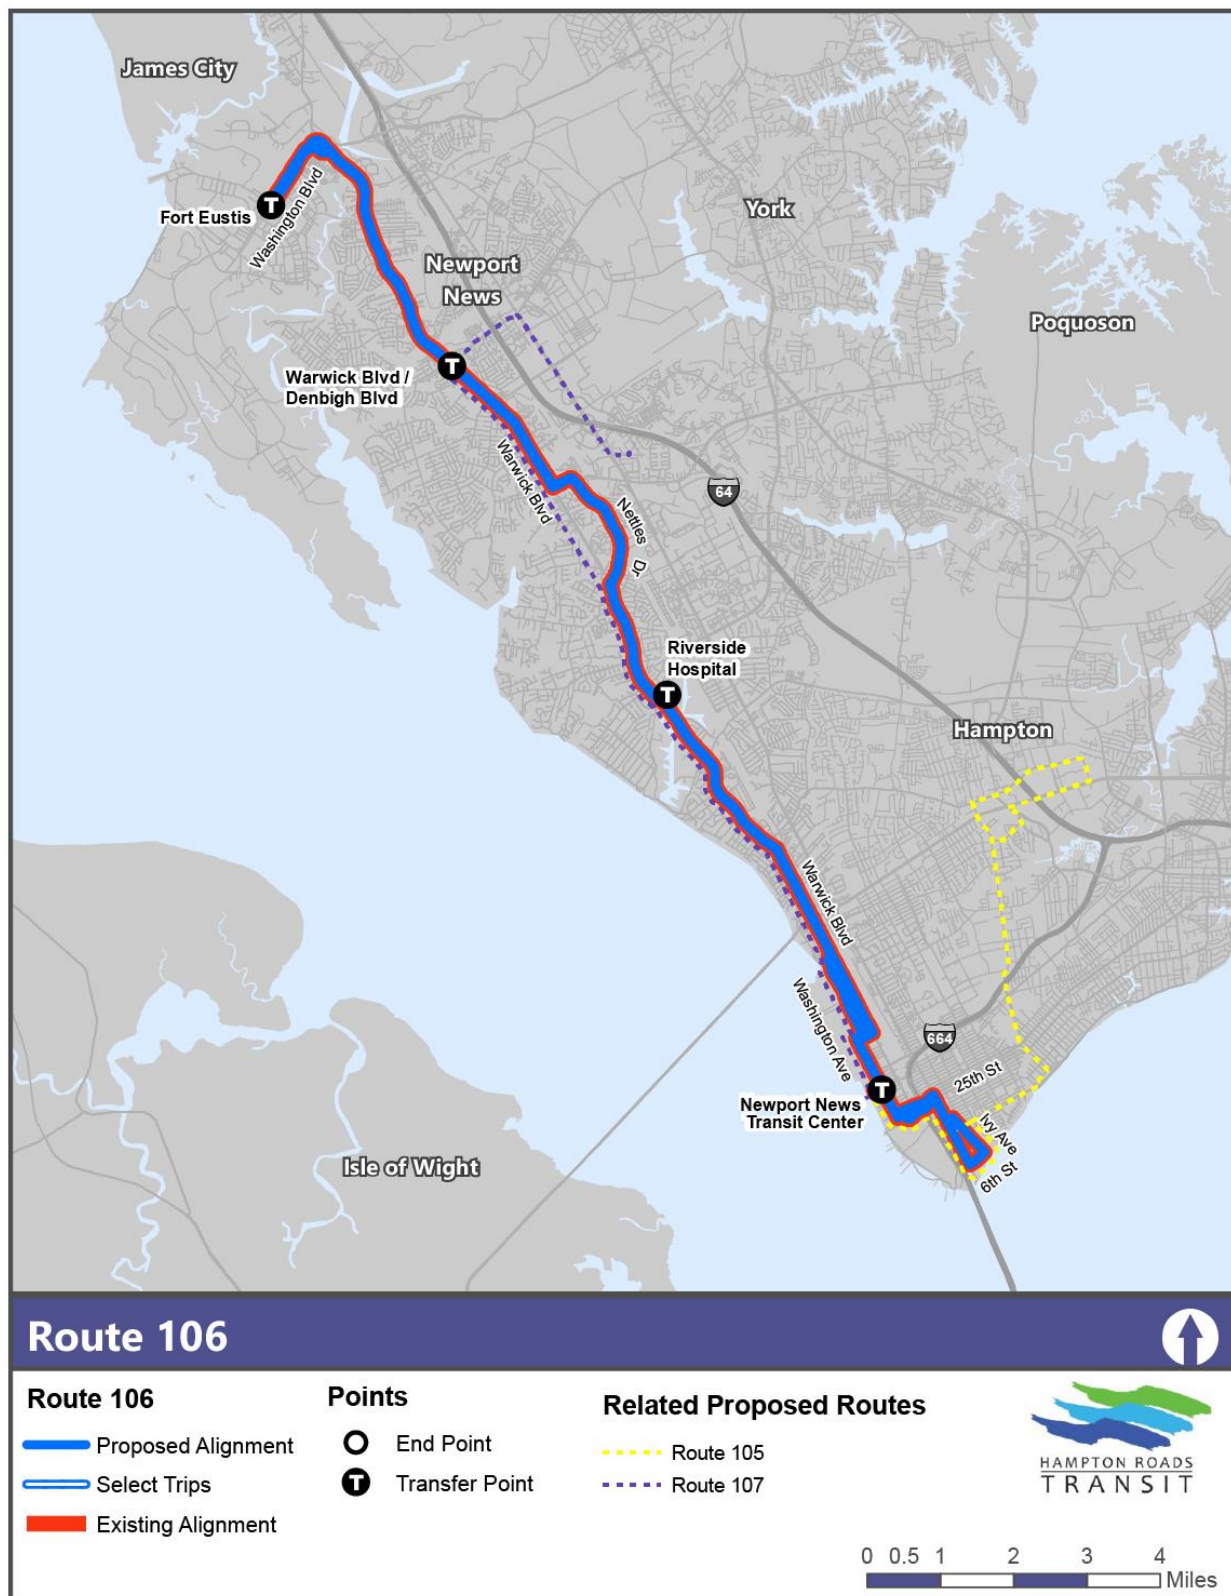 James City
York
Fort Eustis
Washington Blvd
Newport
News
Poquoson
Warwick Blvd /
Denbigh Blvd
Warwick Blvd
64
Nettles Dr
Riverside
Hospital
Hampton
Warwick Blvd
Washington Ave
664
25th St
Newport News
Transit Center
Ivy Ave
6th St
Isle of Wight
T
T
T
T
Route 106
Route 106
Proposed Alignment
Select Trips
Existing Alignment
Points
End Point
T Transfer Point
Related Proposed Routes
Route 105
Route 107
HAMPTON ROADS
TRANSIT
0 0.5 1 2 3 4
Miles